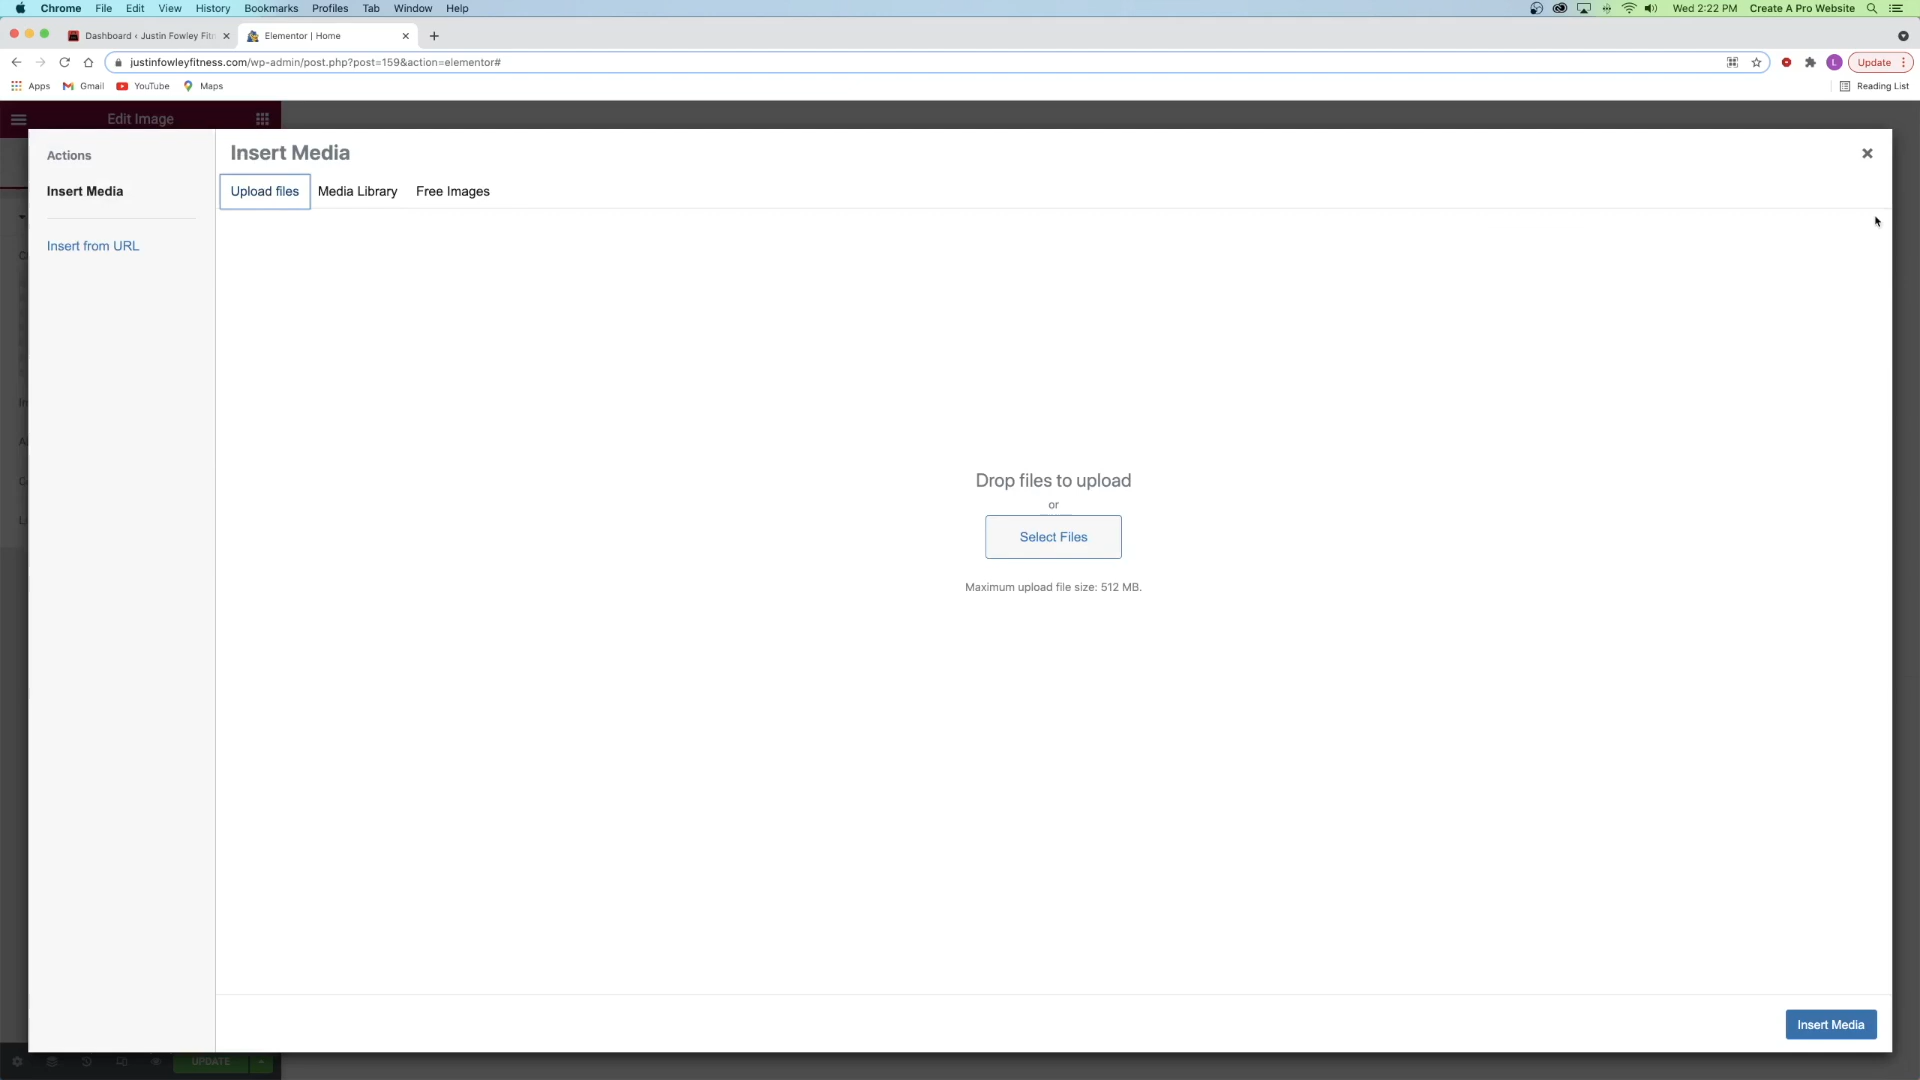 Chrome File Edit View History Bookmarks Profiles Tab Window Help Wed 2:22 PM Create A Pro Website
Dashboard ‹ Justin Fowley Fit Elementor | Home
justinfowleyfitness.com/wp-admin/post.php?post=159&action=elementor# L Update
Apps Gmail YouTube Maps Reading List
Edit Image
Actions
Insert Media
Insert from URL
Insert Media
Upload files Media Library Free Images
Drop files to upload
or
Select Files
Maximum upload file size: 512 MB.
Insert Media
UPDATE